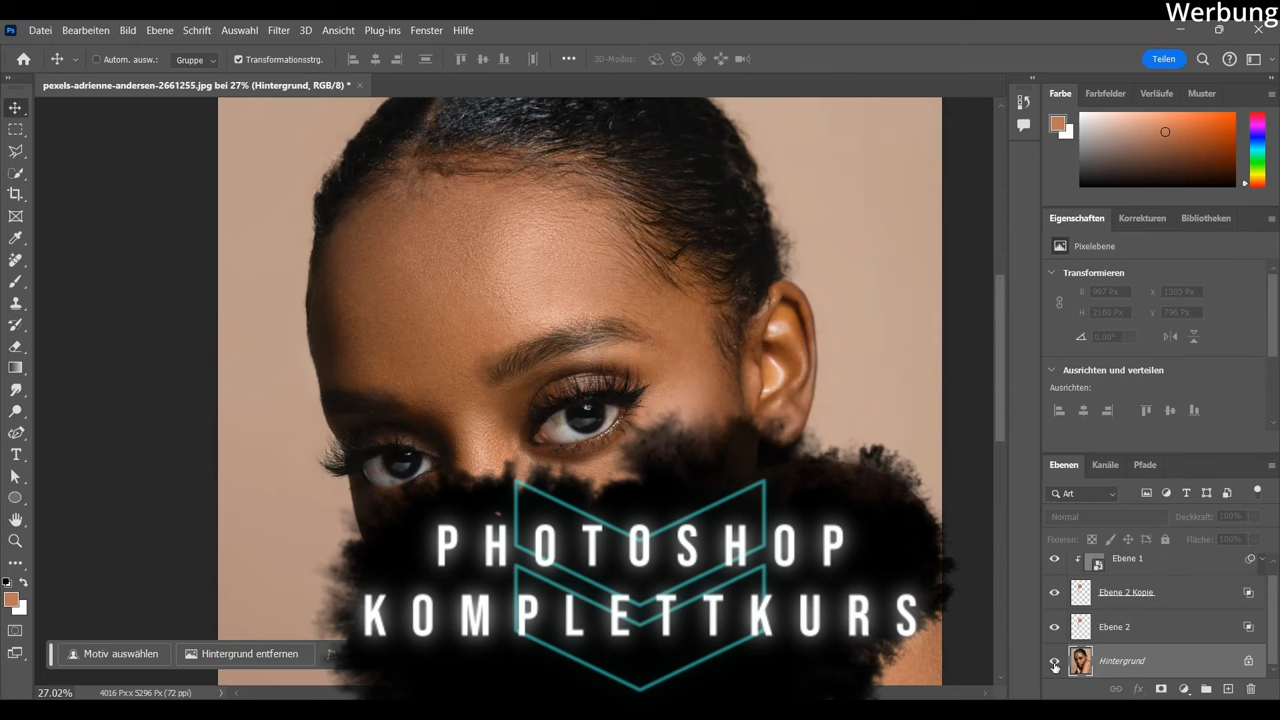 Werbung
Ps Datei Bearbeiten Bild Ebene Schrift Auswahl Filter 3D Ansicht Plug-ins Fenster Hilfe
Autom. ausw.: Gruppe Transformationsstrg. 3D-Modus: Teilen
pexels-adrienne-andersen-2661255.jpg bei 27% (Hintergrund, RGB/8) *
Farbe Farbfelder Verläufe Muster
Eigenschaften Korrekturen Bibliotheken
Pixelebene
Transformieren
B 997 Px x 1305 Px
H 2160 Px y 796 Px
0,00°
Ausrichten und verteilen
Ausrichten:
Ebenen Kanäle Pfade
Art
Normal Deckkraft: 100%
Fixieren: Fläche: 100%
Ebene 1
Ebene 2 Kopie
Ebene 2
Hintergrund
PHOTOSHOP
KOMPLETTKURS
Motiv auswählen Hintergrund entfernen
27.02% 4016 Px x 5296 Px (72 ppi)